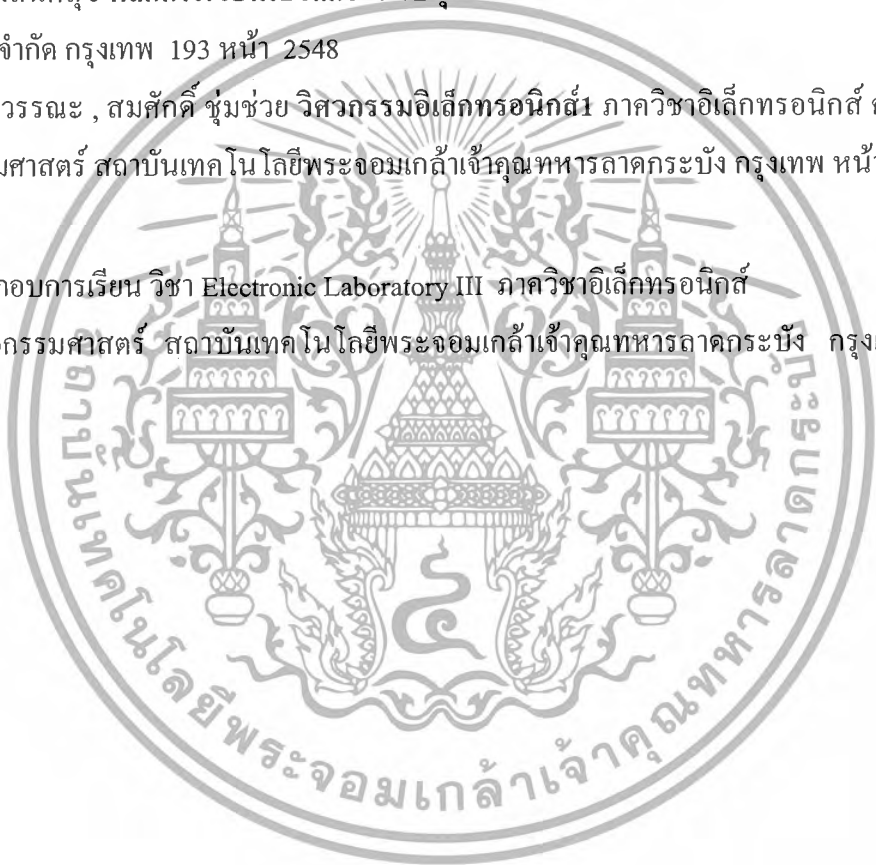 จำกัด กรุงเทพ 193 หน้า 2548
วรรณะ , สมศักดิ์ ชุ่มช่วย วิศวกรรมอิเล็กทรอนิกส์1 ภาควิชาอิเล็กทรอนิกส์
มศาสตร์ สถาบันเทคโนโลยีพระจอมเกล้าเจ้าคุณทหารลาดกระบัง กรุงเทพ หน้า
กอบการเรียน วิชา Electronic Laboratory III ภาควิชาอิเล็กทรอนิกส์
กรรมศาสตร์ สถาบันเทคโนโลยีพระจอมเกล้าเจ้าคุณทหารลาดกระบัง กรุง
สถาบันเทคโนโลยีพระจอมเกล้าเจ้าคุณทหารลาดกระบัง
๔